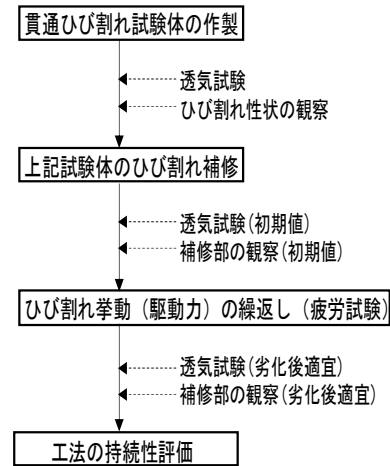 貫通ひび割れ試験体の作製
透気試験
ひび割れ性状の観察
上記試験体のひび割れ補修
透気試験(初期値)
補修部の観察(初期値)
ひび割れ挙動（駆動力）の繰返し（疲労試験）
透気試験(劣化後適宜)
補修部の観察(劣化後適宜)
工法の持続性評価